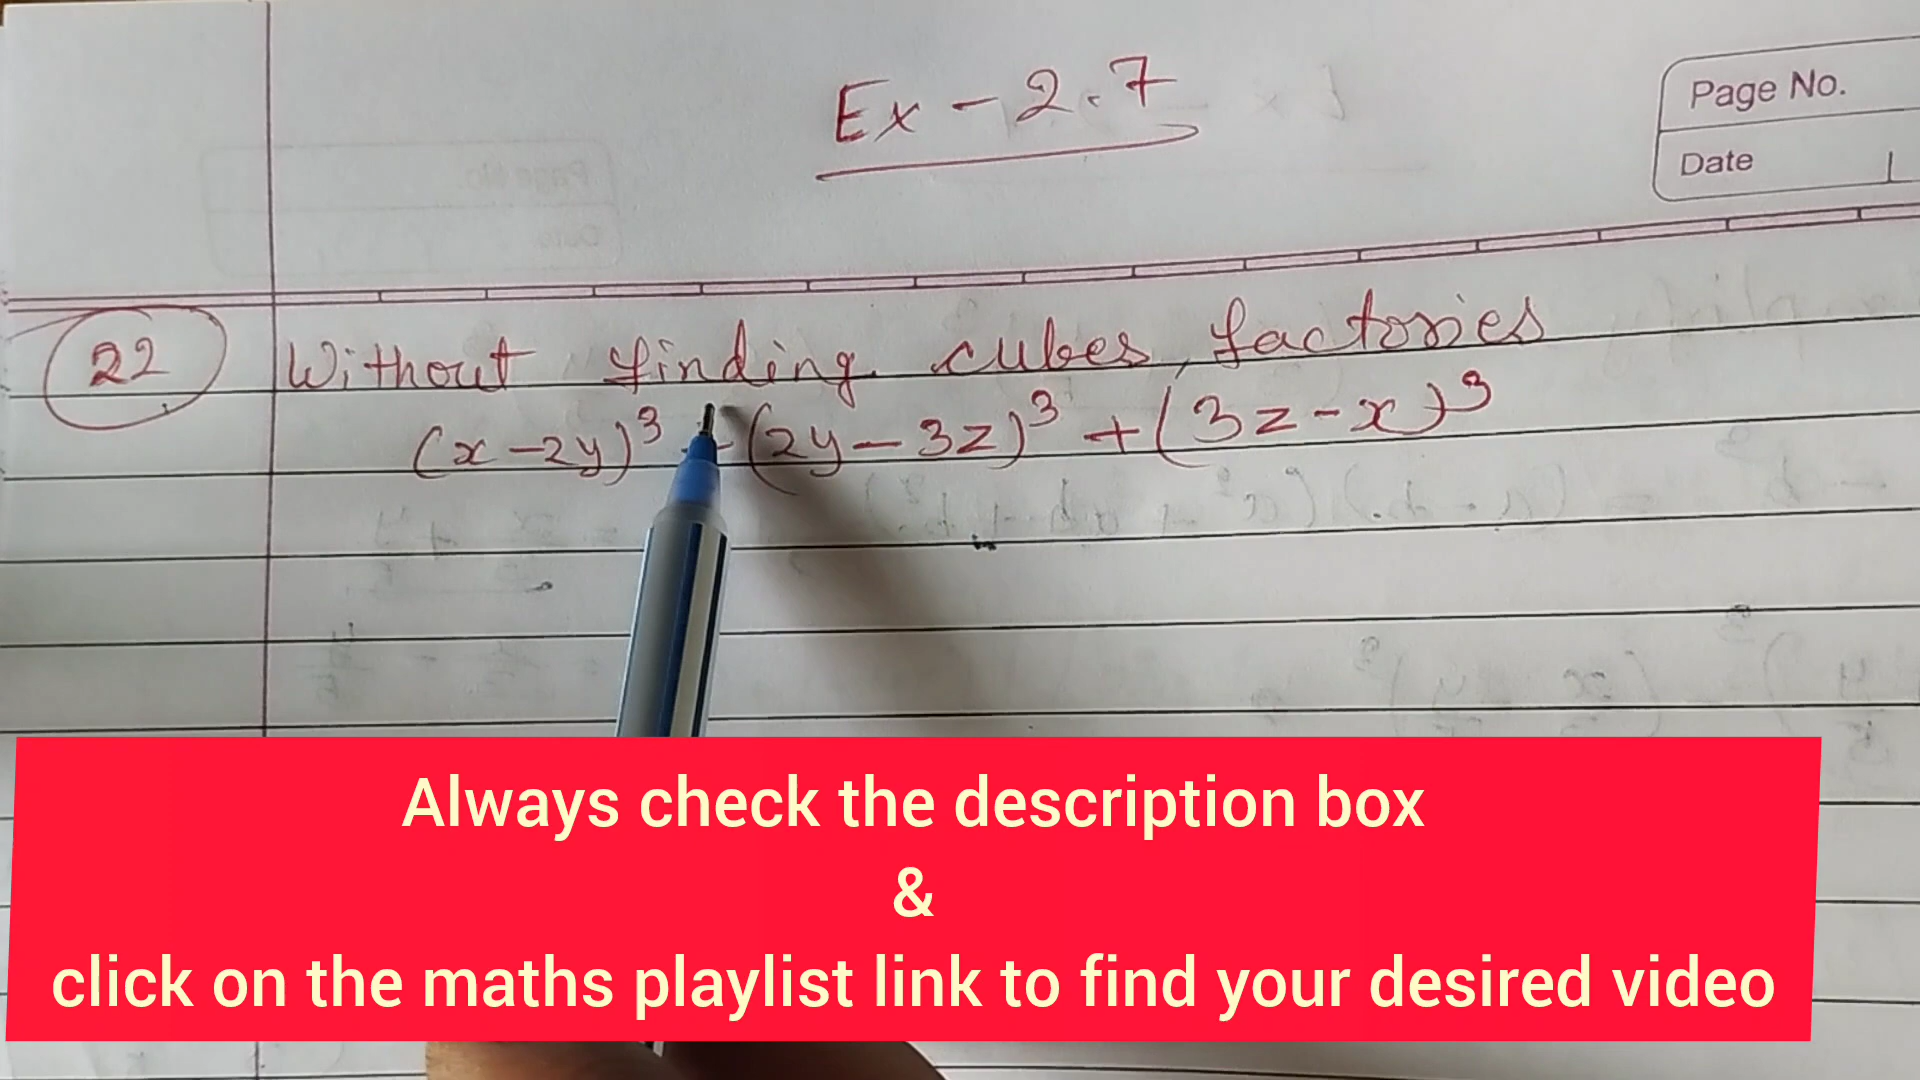 Ex - 2.7
Page No.
Date
22 Without finding cubes, factories
(x-2y)³ + (2y-3z)³ + (3z-x)³
Always check the description box
&
click on the maths playlist link to find your desired video